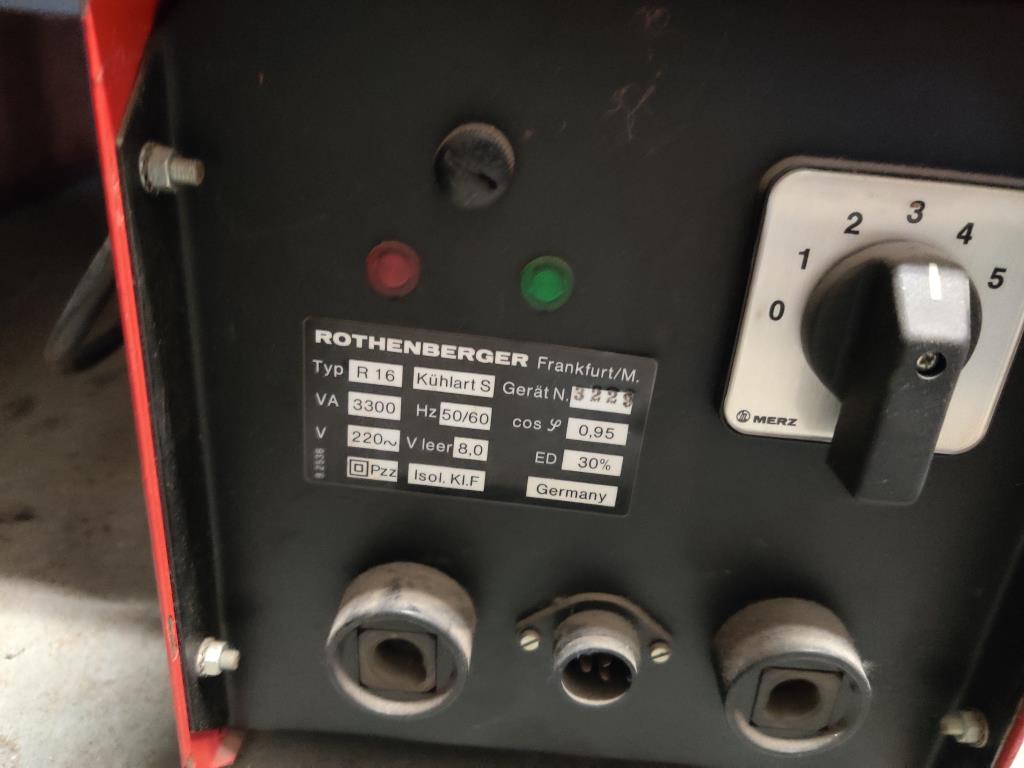 0 1 2 3 4 5
MERZ
ROTHENBERGER Frankfurt/M.
Typ R 16 Kühlart S Gerät N. 3229
VA 3300 Hz 50/60 cos φ 0,95
V 220~ V leer 8,0 ED 30%
Pzz Isol. Kl.F Germany